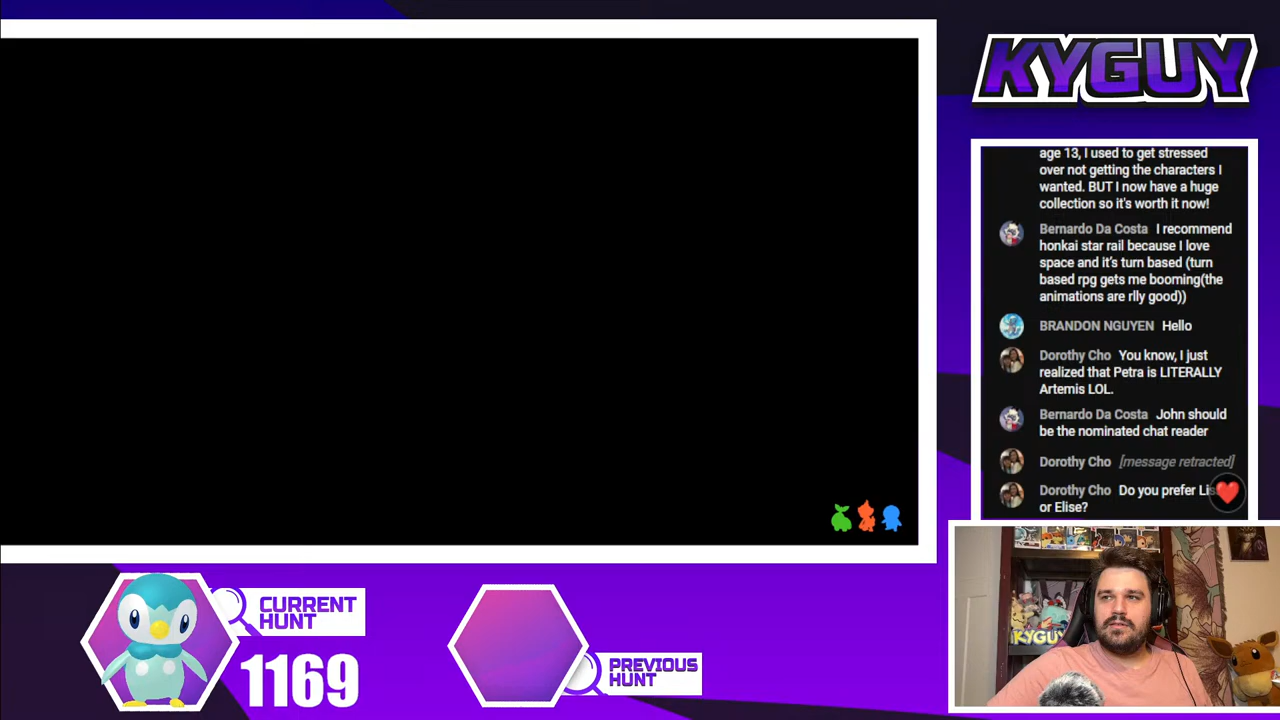 KYGUY
age 13, I used to get stressed
over not getting the characters I
wanted. BUT I now have a huge
collection so it's worth it now!
Bernardo Da Costa I recommend
honkai star rail because I love
space and it's turn based (turn
based rpg gets me booming(the
animations are rlly good))
BRANDON NGUYEN Hello
Dorothy Cho You know, I just
realized that Petra is LITERALLY
Artemis LOL.
Bernardo Da Costa John should
be the nominated chat reader
Dorothy Cho [message retracted]
Dorothy Cho Do you prefer
or Elise?
CURRENT
HUNT
1169
PREVIOUS
HUNT
KYGUY